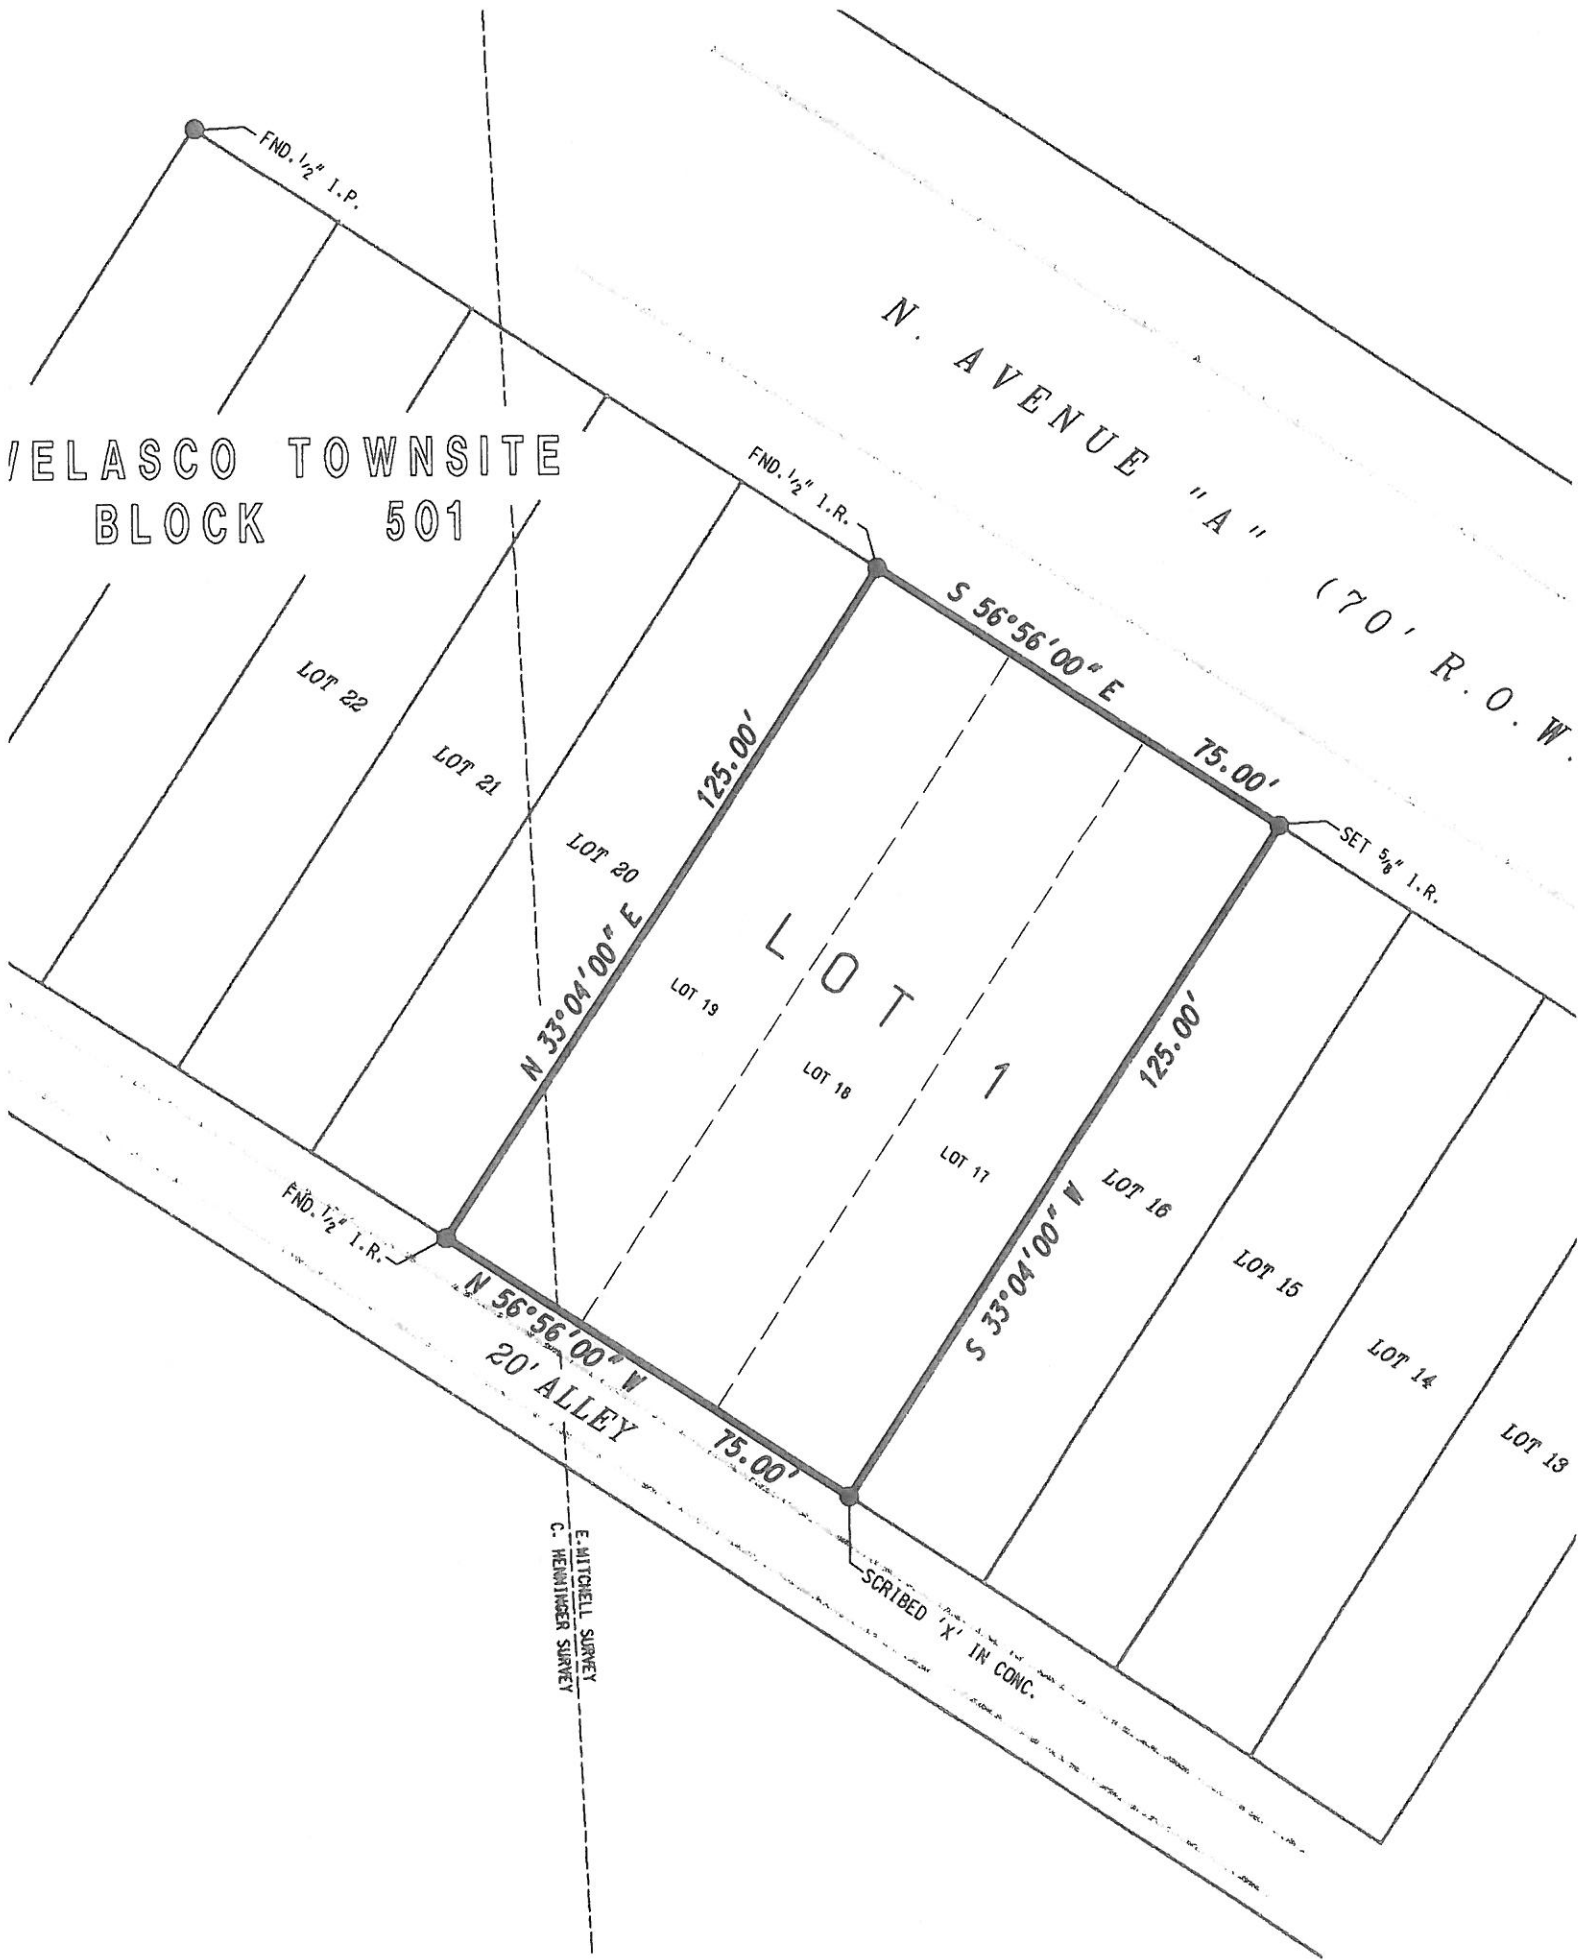 FND. 1/2" I.P.
N. AVENUE "A" (70' R.O.W.
VELASCO TOWNSITE
BLOCK 501
FND. 1/2" I.R.
S 56°56'00" E
75.00'
SET 5/8" I.R.
LOT 22
LOT 21
LOT 20
125.00'
N 33°04'00" E
LOT 1
LOT 19
LOT 18
LOT 17
125.00'
S 33°04'00" W
LOT 16
LOT 15
LOT 14
LOT 13
FND. 1/2" I.R.
N 56°56'00" W
75.00'
20' ALLEY
SCRIBED 'X' IN CONC.
E. MITCHELL SURVEY
C. HENNINGER SURVEY